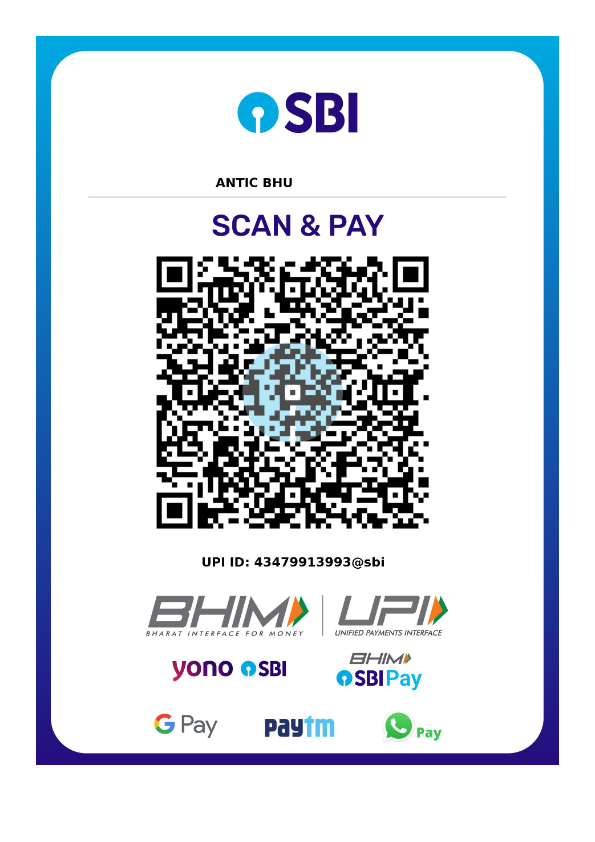 SBI
ANTIC BHU
SCAN & PAY
UPI ID: 43479913993@sbi
BHIM UPI
BHARAT INTERFACE FOR MONEY UNIFIED PAYMENTS INTERFACE
yono SBI
BHIM
SBI Pay
G Pay paytm Pay